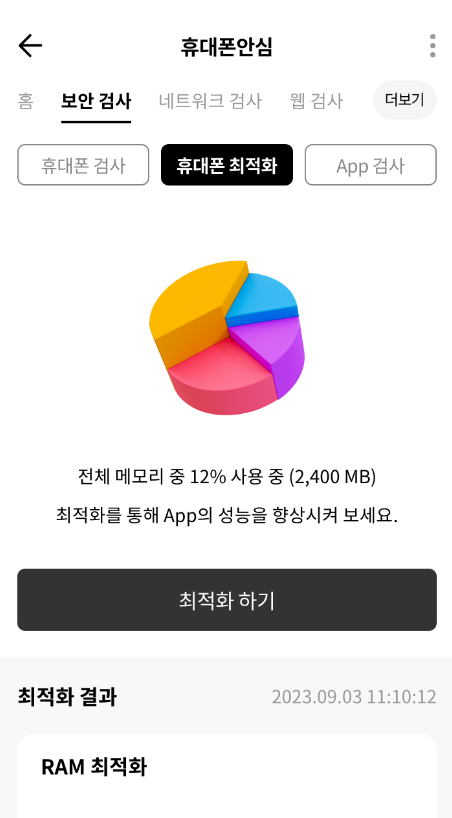 휴대폰안심
홈 보안 검사 네트워크 검사 웹 검사 더보기
휴대폰 검사 휴대폰 최적화 App 검사
전체 메모리 중 12% 사용 중 (2,400 MB)
최적화를 통해 App의 성능을 향상시켜 보세요.
최적화 하기
최적화 결과 2023.09.03 11:10:12
RAM 최적화